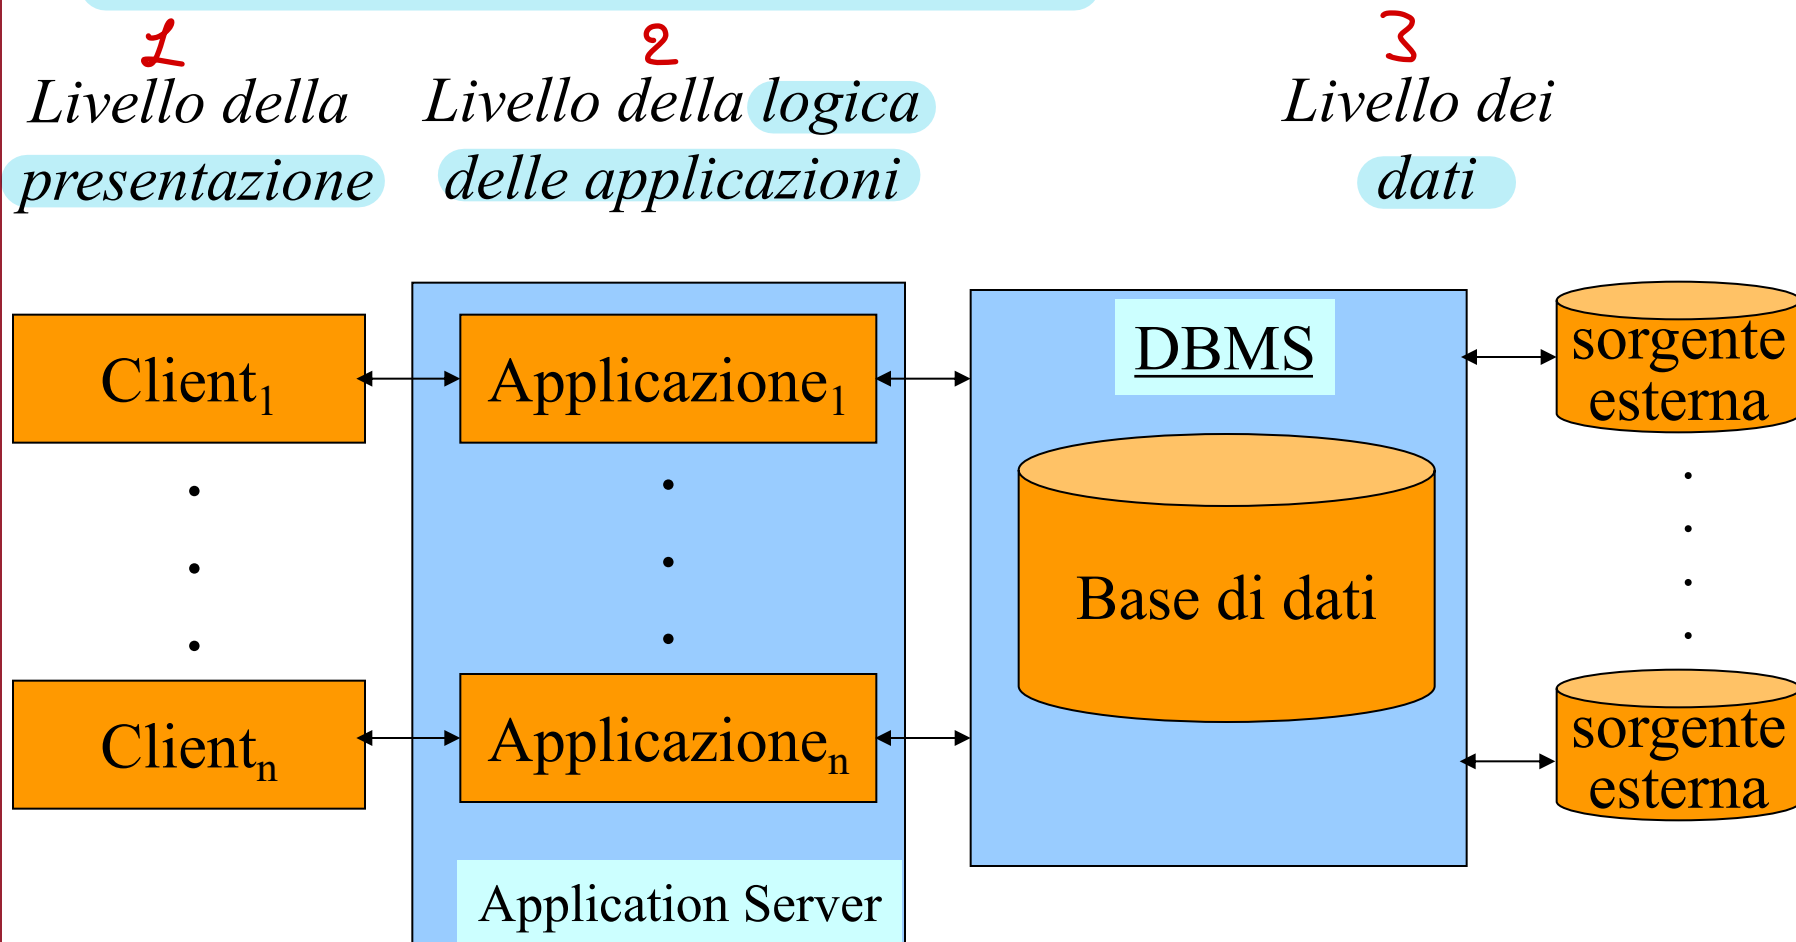 1
2
3
Livello della
presentazione
Livello della logica
delle applicazioni
Livello dei
dati
Client1
Applicazione1
DBMS
sorgente
esterna
Base di dati
Clientn
Applicazionen
sorgente
esterna
Application Server